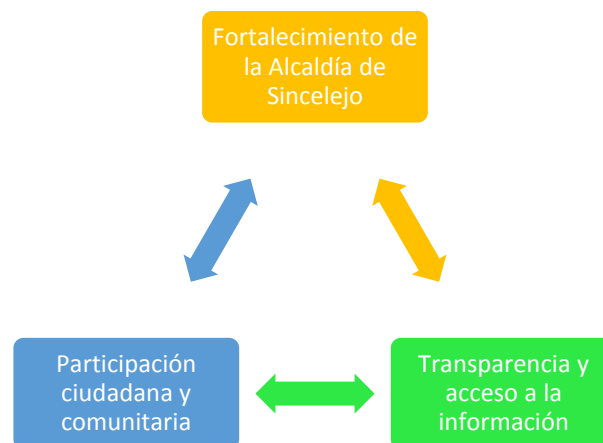 Fortalecimiento de
la Alcaldía de
Sincelejo
Participación
ciudadana y
comunitaria
Transparencia y
acceso a la
información